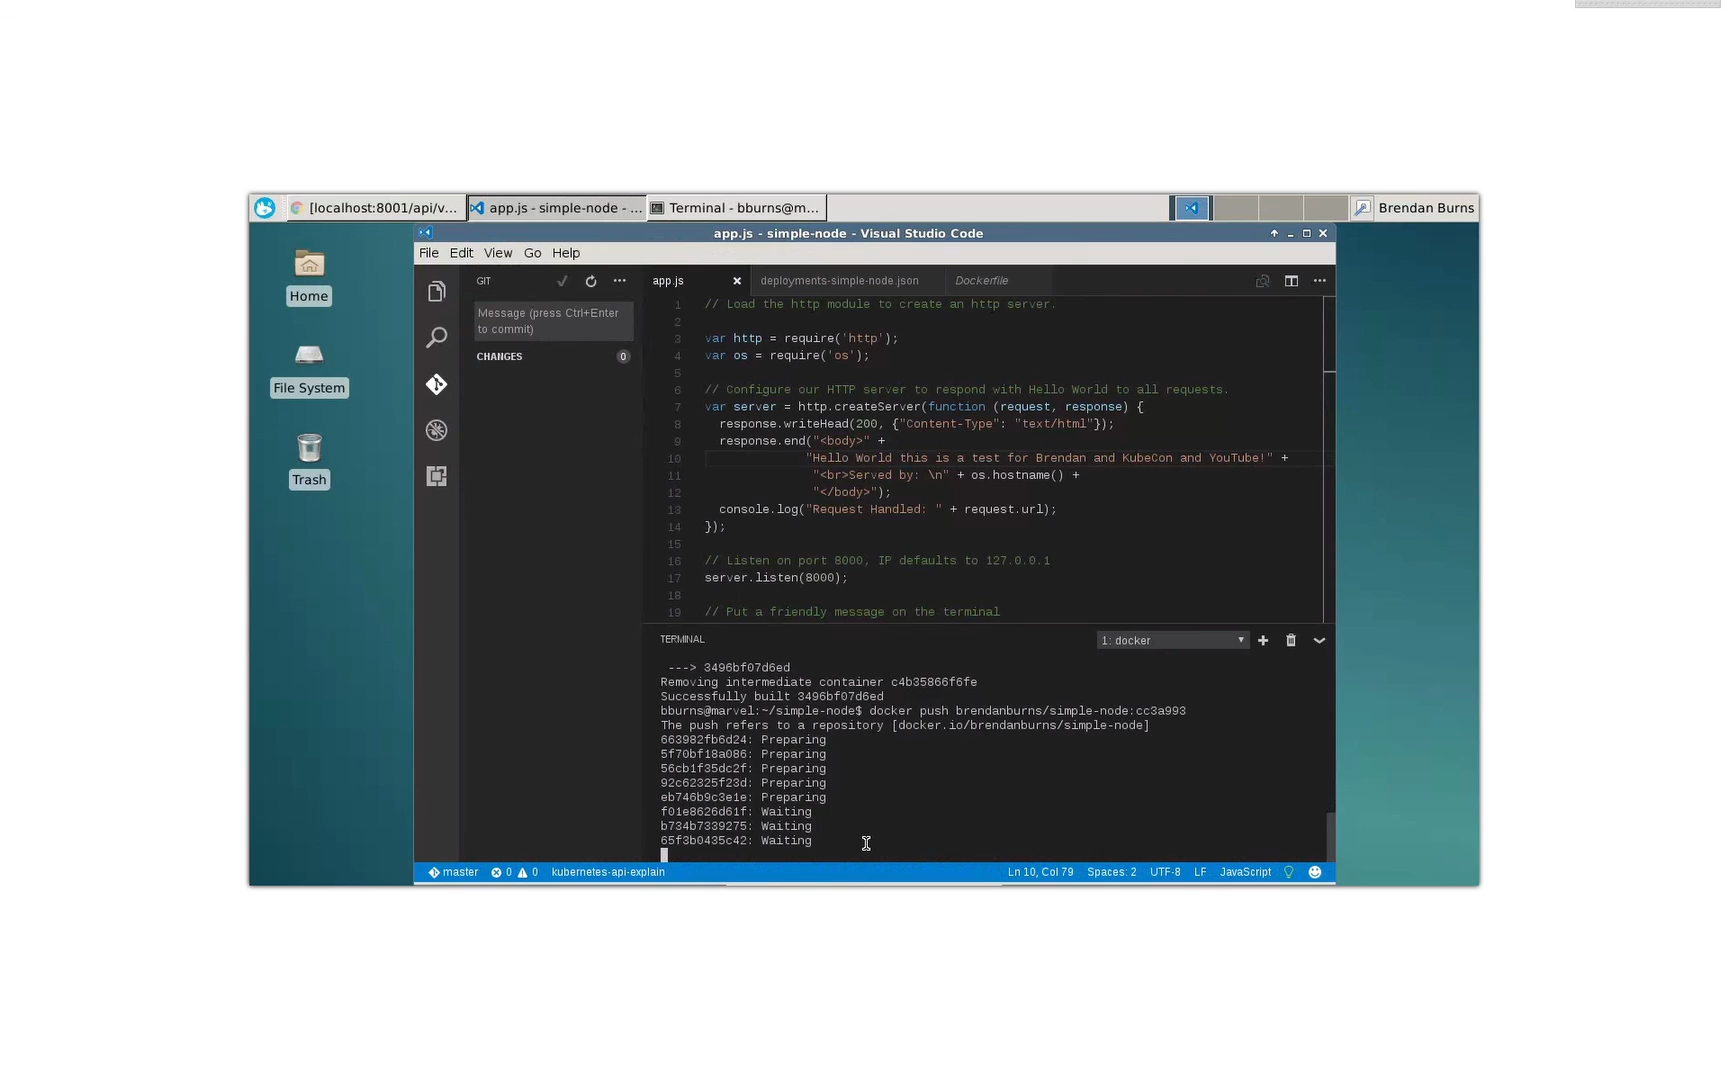 [localhost:8001/api/v...
app.js - simple-node - ...
Terminal - bburns@m...
Brendan Burns
app.js - simple-node - Visual Studio Code
File Edit View Go Help
Home
File System
Trash
GIT
Message (press Ctrl+Enter
to commit)
CHANGES 0
app.js deployments-simple-node.json Dockerfile
1 // Load the http module to create an http server.
2
3 var http = require('http');
4 var os = require('os');
5
6 // Configure our HTTP server to respond with Hello World to all requests.
7 var server = http.createServer(function (request, response) {
8 response.writeHead(200, {"Content-Type": "text/html"});
9 response.end("<body>" +
10 "Hello World this is a test for Brendan and KubeCon and YouTube!" +
11 "<br>Served by: \n" + os.hostname() +
12 "</body>");
13 console.log("Request Handled: " + request.url);
14 });
15
16 // Listen on port 8000, IP defaults to 127.0.0.1
17 server.listen(8000);
18
19 // Put a friendly message on the terminal
TERMINAL 1: docker
---> 3496bf07d6ed
Removing intermediate container c4b35866f6fe
Successfully built 3496bf07d6ed
bburns@marvel:~/simple-node$ docker push brendanburns/simple-node:cc3a993
The push refers to a repository [docker.io/brendanburns/simple-node]
663982fb6d24: Preparing
5f70bf18a086: Preparing
56cb1f35dc2f: Preparing
92c62325f23d: Preparing
eb746b9c3e1e: Preparing
f01e8626d61f: Waiting
b734b7339275: Waiting
65f3b0435c42: Waiting
master 0 0 kubernetes-api-explain Ln 10, Col 79 Spaces: 2 UTF-8 LF JavaScript